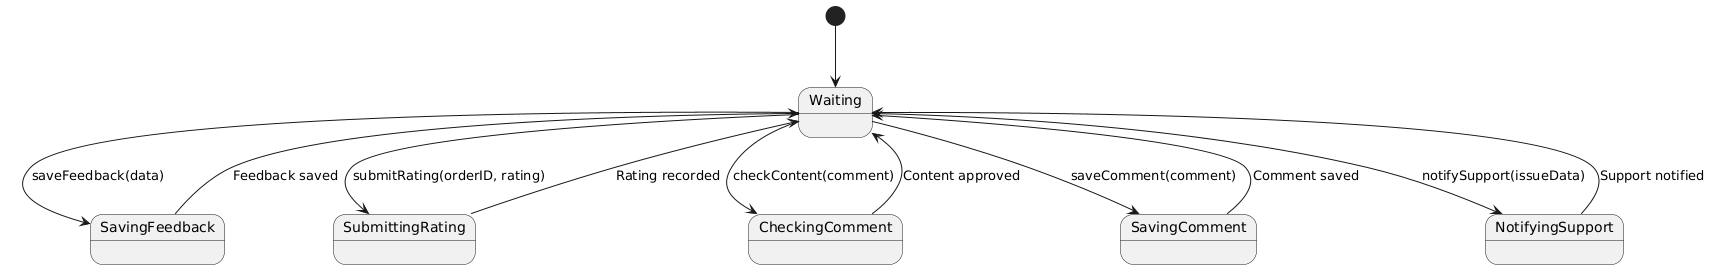 Waiting
saveFeedback(data)
Feedback saved
submitRating(orderID, rating)
Rating recorded
checkContent(comment)
Content approved
saveComment(comment)
Comment saved
notifySupport(issueData)
Support notified
SavingFeedback
SubmittingRating
CheckingComment
SavingComment
NotifyingSupport